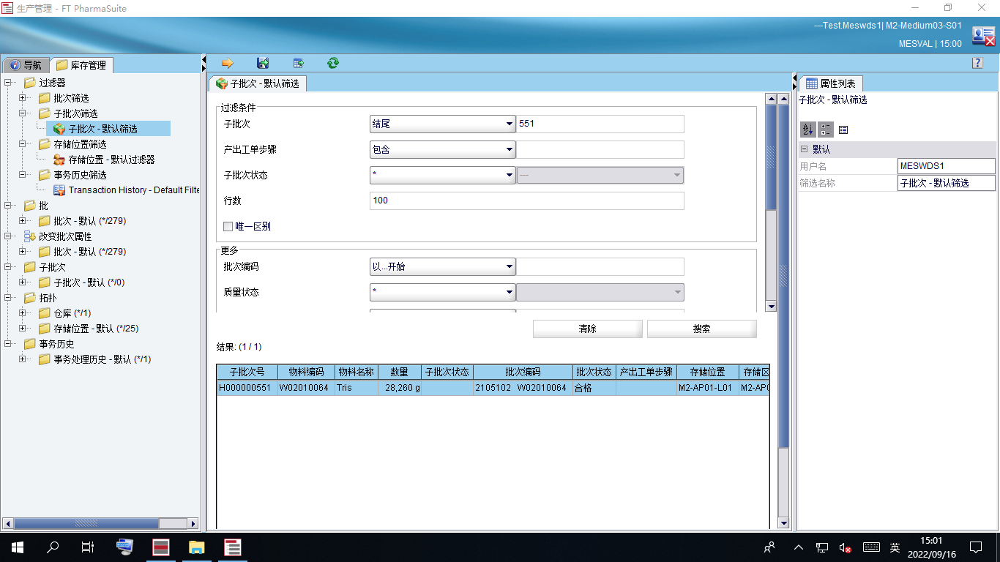 生产管理 - FT PharmaSuite
---Test.Meswds1| M2-Medium03-S01
MESVAL | 15:00
导航
库存管理
过滤器
批次筛选
子批次筛选
子批次 - 默认筛选
存储位置筛选
存储位置 - 默认过滤器
事务历史筛选
Transaction History - Default Filte
批
批次 - 默认 (*/279)
改变批次属性
批次 - 默认 (*/279)
子批次
子批次 - 默认 (*/0)
拓扑
仓库 (*/1)
存储位置 - 默认 (*/25)
事务历史
事务处理历史 - 默认 (*/1)
子批次 - 默认筛选
过滤条件
子批次 结尾 551
产出工单步骤 包含
子批次状态 * ---
行数 100
唯一区别
更多
批次编码 以...开始
质量状态 *
清除 搜索
结果: (1 / 1)
子批次号 物料编码 物料名称 数量 子批次状态 批次编码 批次状态 产出工单步骤 存储位置 存储区
H000000551 W02010064 Tris 28,260 g 2105102 W02010064 合格 M2-AP01-L01 M2-AP0
属性列表
子批次 - 默认筛选
默认
用户名 MESWDS1
筛选名称 子批次 - 默认筛选
英
15:01
2022/09/16